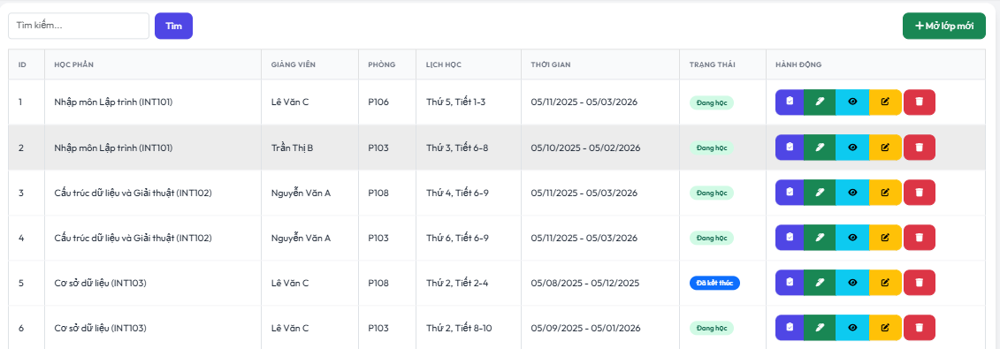 Tìm kiếm... Tìm + Mở lớp mới
ID HỌC PHẦN GIẢNG VIÊN PHÒNG LỊCH HỌC THỜI GIAN TRẠNG THÁI HÀNH ĐỘNG
1 Nhập môn Lập trình (INT101) Lê Văn C P106 Thứ 5, Tiết 1-3 05/11/2025 - 05/03/2026 Đang học
2 Nhập môn Lập trình (INT101) Trần Thị B P103 Thứ 3, Tiết 6-8 05/10/2025 - 05/02/2026 Đang học
3 Cấu trúc dữ liệu và Giải thuật (INT102) Nguyễn Văn A P108 Thứ 4, Tiết 6-9 05/11/2025 - 05/03/2026 Đang học
4 Cấu trúc dữ liệu và Giải thuật (INT102) Nguyễn Văn A P103 Thứ 6, Tiết 6-9 05/11/2025 - 05/03/2026 Đang học
5 Cơ sở dữ liệu (INT103) Lê Văn C P108 Thứ 2, Tiết 2-4 05/08/2025 - 05/12/2025 Đã kết thúc
6 Cơ sở dữ liệu (INT103) Lê Văn C P103 Thứ 2, Tiết 8-10 05/09/2025 - 05/01/2026 Đang học